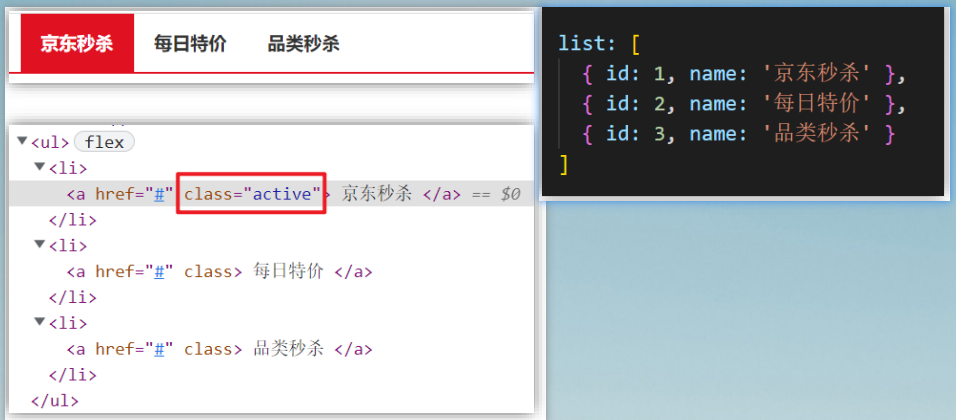 京东秒杀 每日特价 品类秒杀
<ul> flex
<li>
<a href="#" class="active"> 京东秒杀 </a> == $0
</li>
<li>
<a href="#" class> 每日特价 </a>
</li>
<li>
<a href="#" class> 品类秒杀 </a>
</li>
</ul>
list: [
{ id: 1, name: '京东秒杀' },
{ id: 2, name: '每日特价' },
{ id: 3, name: '品类秒杀' }
]